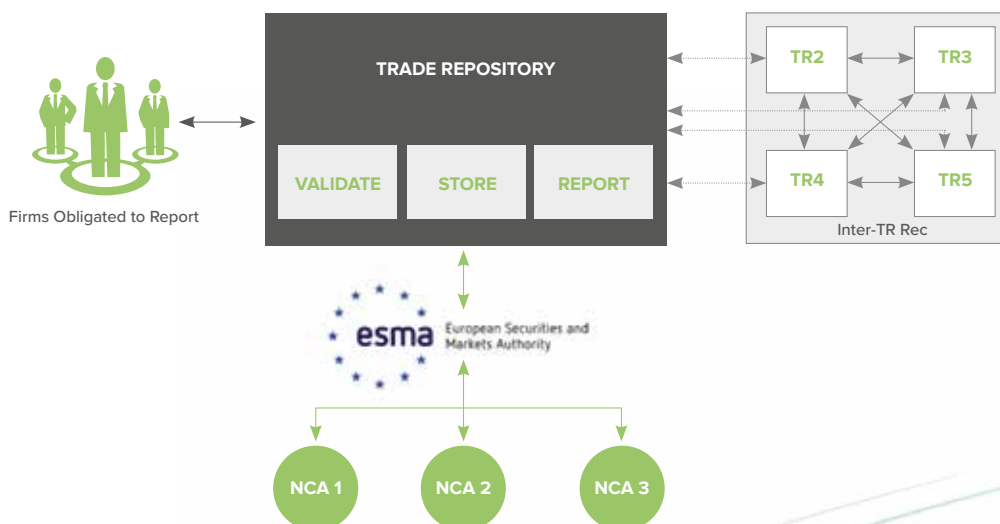 TRADE REPOSITORY
VALIDATE
STORE
REPORT
Firms Obligated to Report
TR2
TR3
TR4
TR5
Inter-TR Rec
esma
European Securities and
Markets Authority
NCA 1
NCA 2
NCA 3